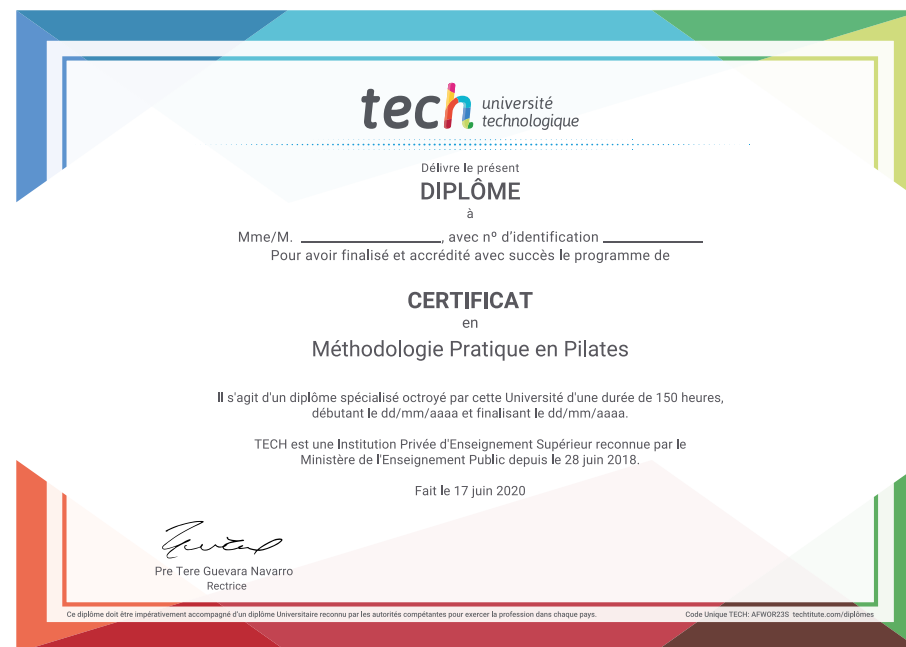 tech université
technologique
Délivre le présent
DIPLÔME
à
Mme/M. ____________________, avec nº d'identification ______________
Pour avoir finalisé et accrédité avec succès le programme de
CERTIFICAT
en
Méthodologie Pratique en Pilates
Il s'agit d'un diplôme spécialisé octroyé par cette Université d'une durée de 150 heures,
débutant le dd/mm/aaaa et finalisant le dd/mm/aaaa.
TECH est une Institution Privée d'Enseignement Supérieur reconnue par le
Ministère de l'Enseignement Public depuis le 28 juin 2018.
Fait le 17 juin 2020
Pre Tere Guevara Navarro
Rectrice
Ce diplôme doit être impérativement accompagné d'un diplôme Universitaire reconnu par les autorités compétantes pour exercer la profession dans chaque pays.
Code Unique TECH: AFWOR23S techtitute.com/diplômes